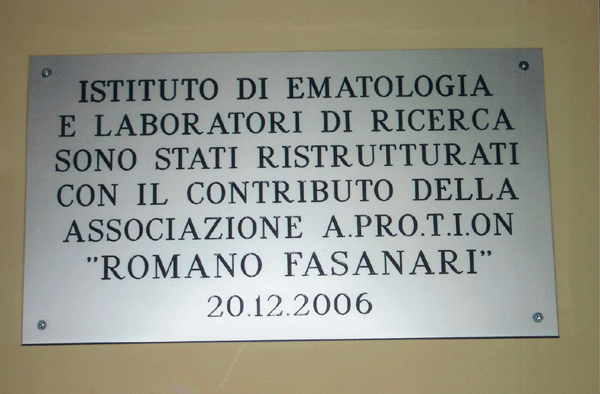 ISTITUTO DI EMATOLOGIA
E LABORATORI DI RICERCA
SONO STATI RISTRUTTURATI
CON IL CONTRIBUTO DELLA
ASSOCIAZIONE A.PRO.T.I.ON
"ROMANO FASANARI"
20.12.2006